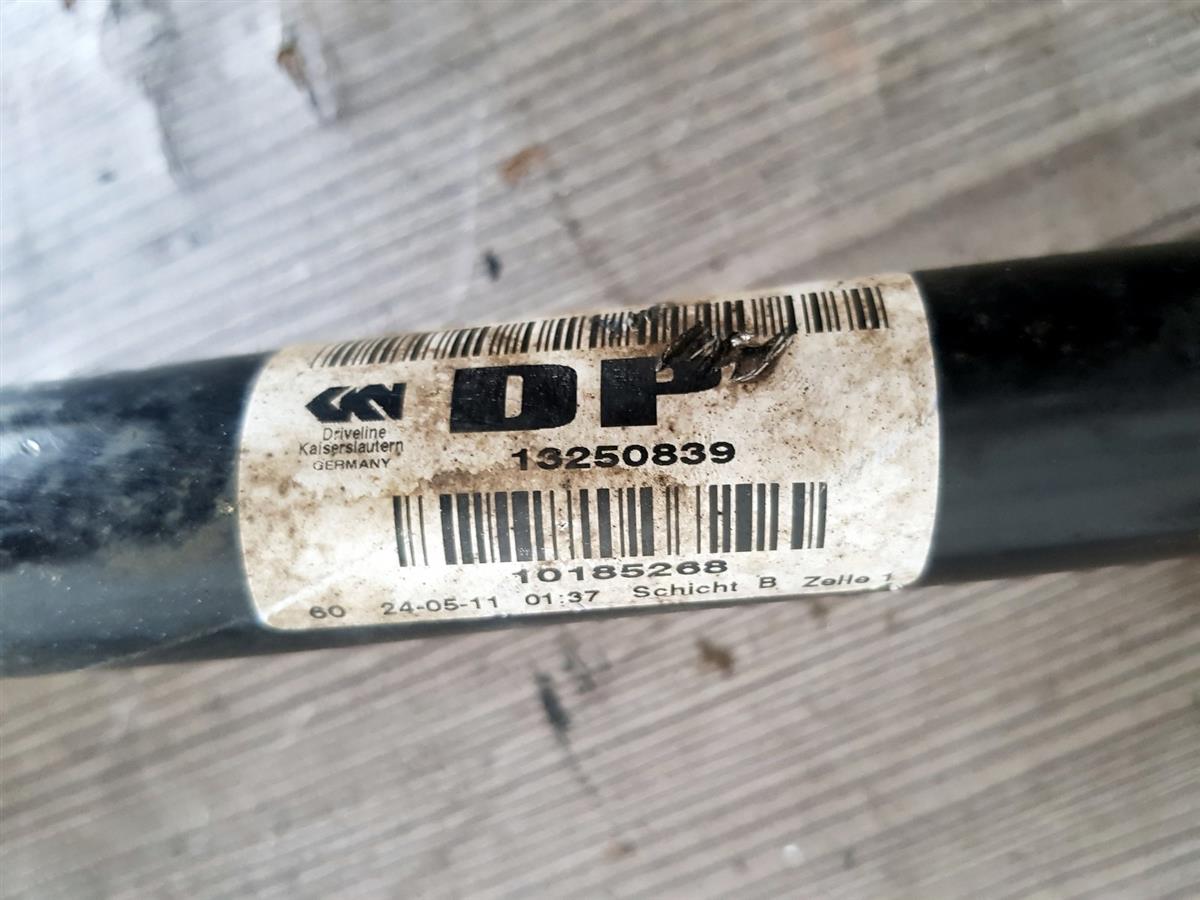 GKN
DP
Driveline
Kaiserslautern
GERMANY
13250839
10185268
60 24-05-11 01:37 Schicht B Zelle 1